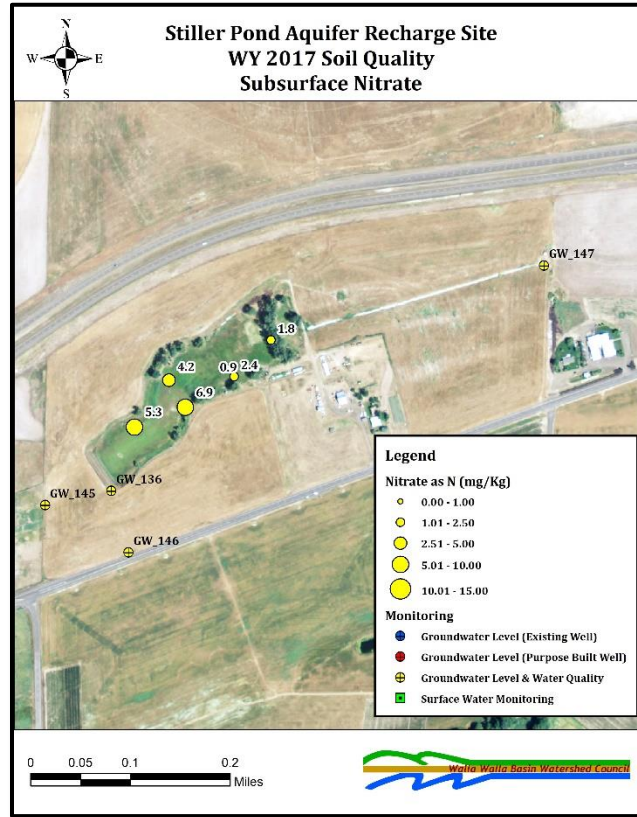 N
W E
S
Stiller Pond Aquifer Recharge Site
WY 2017 Soil Quality
Subsurface Nitrate
GW_147
1.8
4.2
0.9 2.4
6.9
5.3
GW_136
GW_145
GW_146
Legend
Nitrate as N (mg/Kg)
0.00 - 1.00
1.01 - 2.50
2.51 - 5.00
5.01 - 10.00
10.01 - 15.00
Monitoring
Groundwater Level (Existing Well)
Groundwater Level (Purpose Built Well)
Groundwater Level & Water Quality
Surface Water Monitoring
0 0.05 0.1 0.2
Miles
Walla Walla Basin Watershed Council